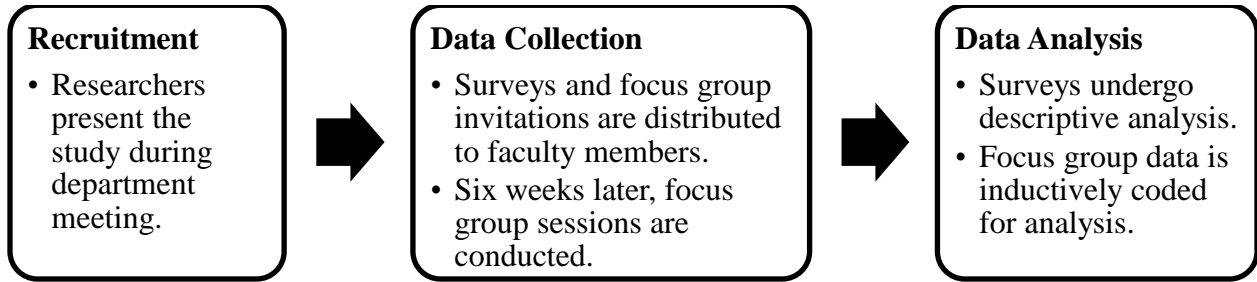 Recruitment
• Researchers
present the
study during
department
meeting.
Data Collection
• Surveys and focus group
invitations are distributed
to faculty members.
• Six weeks later, focus
group sessions are
conducted.
Data Analysis
• Surveys undergo
descriptive analysis.
• Focus group data is
inductively coded
for analysis.